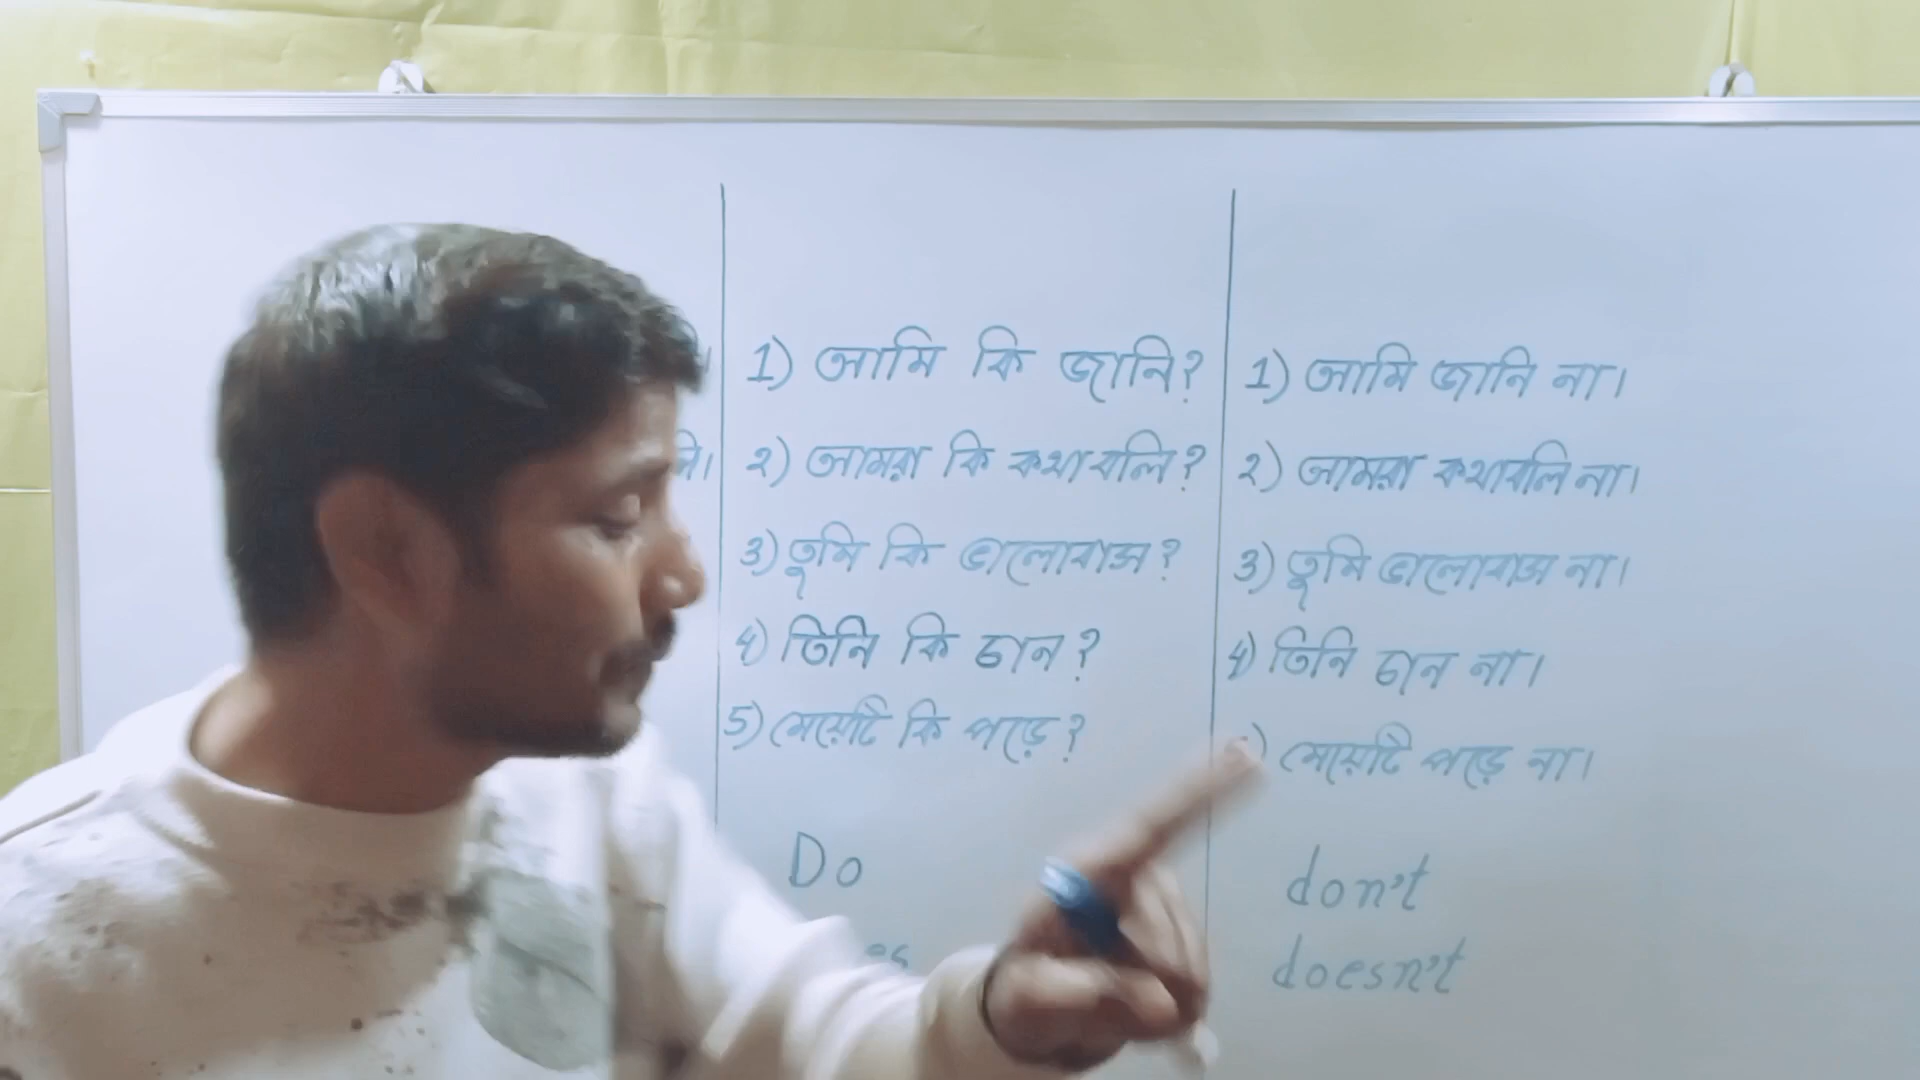 1) আমি কি জানি?
২) আমরা কি কথা বলি?
3) তুমি কি ভালোবাস?
4) তিনি কি চান?
5) মেয়েটি কি পড়ে?
Do
es
1) আমি জানি না।
২) আমরা কথা বলি না।
3) তুমি ভালোবাস না।
4) তিনি চান না।
) মেয়েটি পড়ে না।
don't
doesn't